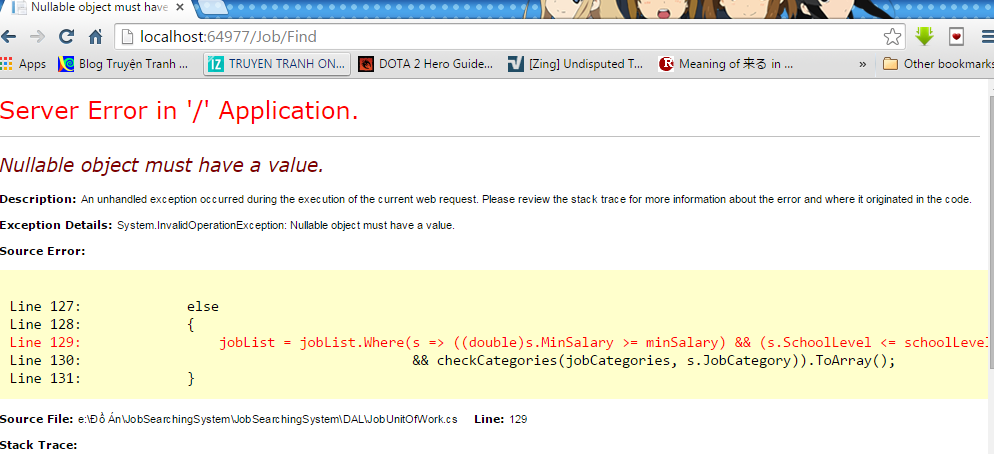 Nullable object must have
localhost:64977/Job/Find
Apps Blog Truyện Tranh ... TRUYEN TRANH ON... DOTA 2 Hero Guide... [Zing] Undisputed T... Meaning of 来る in ... » Other bookmarks
Server Error in '/' Application.
Nullable object must have a value.
Description: An unhandled exception occurred during the execution of the current web request. Please review the stack trace for more information about the error and where it originated in the code.
Exception Details: System.InvalidOperationException: Nullable object must have a value.
Source Error:
Line 127: else
Line 128: {
Line 129: jobList = jobList.Where(s => ((double)s.MinSalary >= minSalary) && (s.SchoolLevel <= schoolLevel
Line 130: && checkCategories(jobCategories, s.JobCategory)).ToArray();
Line 131: }
Source File: e:\Đồ Án\JobSearchingSystem\JobSearchingSystem\DAL\JobUnitOfWork.cs Line: 129
Stack Trace: